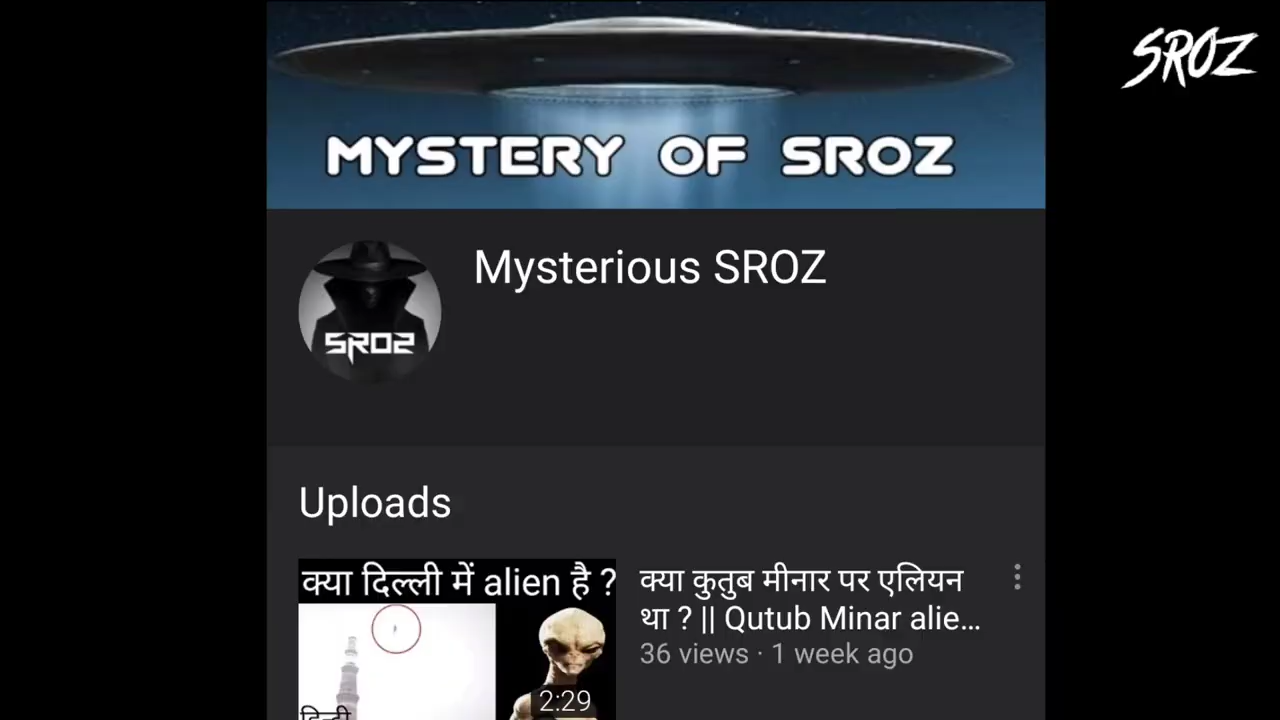 SROZ
MYSTERY OF SROZ
Mysterious SROZ
SROZ
Uploads
क्या दिल्ली में alien है ?
क्या कुतुब मीनार पर एलियन
था ? || Qutub Minar alie...
36 views · 1 week ago
2:29
हिन्दी